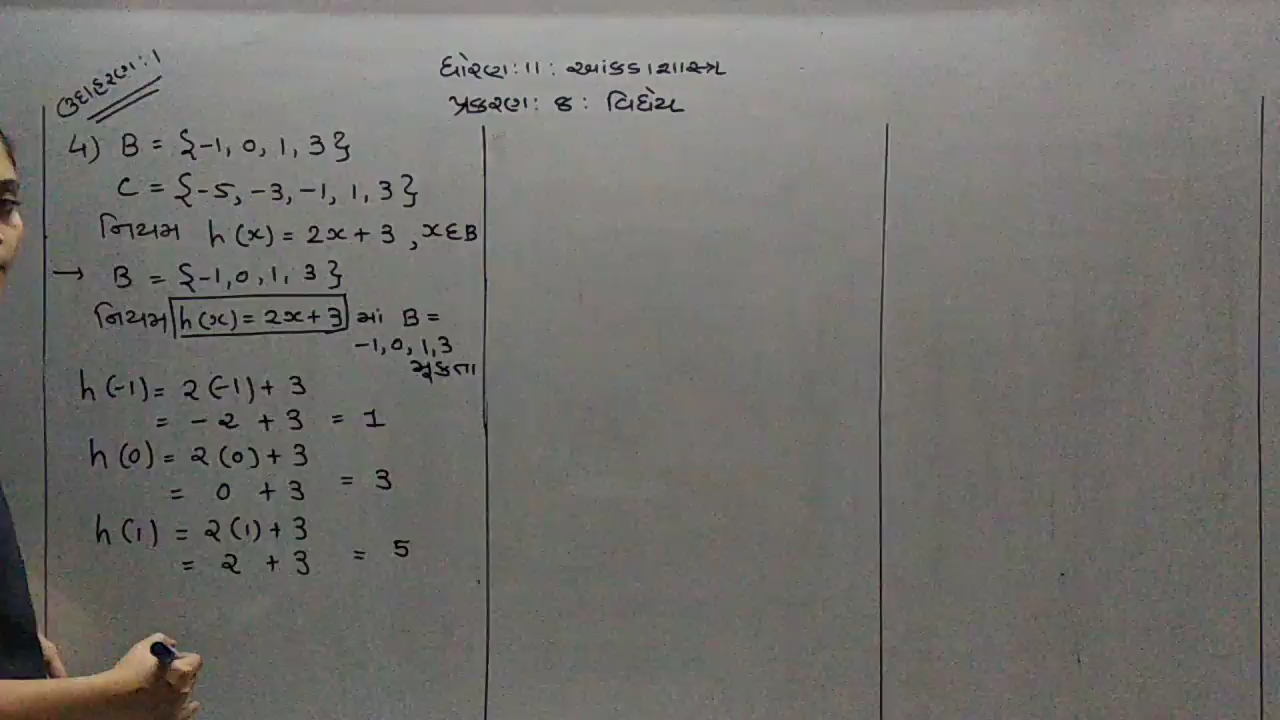 ધોરણ : 11 : આંકડાશાસ્ત્ર
પ્રકરણ : 8 : વિધેય
ઉદાહરણ : 1
4) B = {-1, 0, 1, 3}
C = {-5, -3, -1, 1, 3}
નિયમ h(x) = 2x + 3, x ∈ B
→ B = {-1, 0, 1, 3}
નિયમ h(x) = 2x + 3 માં B =
-1, 0, 1, 3
મૂકતા
h(-1) = 2(-1) + 3
= -2 + 3 = 1
h(0) = 2(0) + 3
= 0 + 3 = 3
h(1) = 2(1) + 3
= 2 + 3 = 5